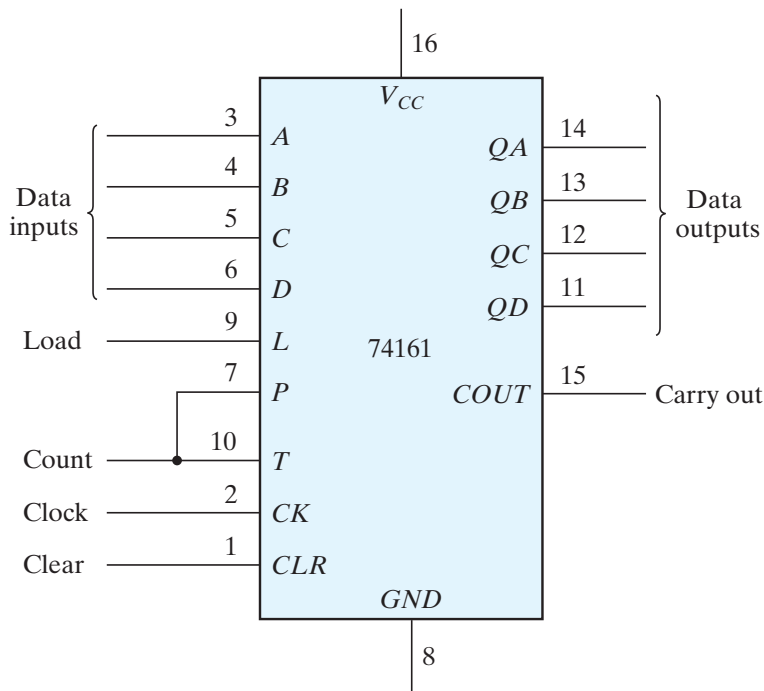 16
V_CC
3
A
14
QA
4
B
13
QB
Data
inputs
Data
outputs
5
C
12
QC
6
D
11
QD
Load
9
L
74161
7
P
COUT
15
Carry out
Count
10
T
Clock
2
CK
Clear
1
CLR
GND
8